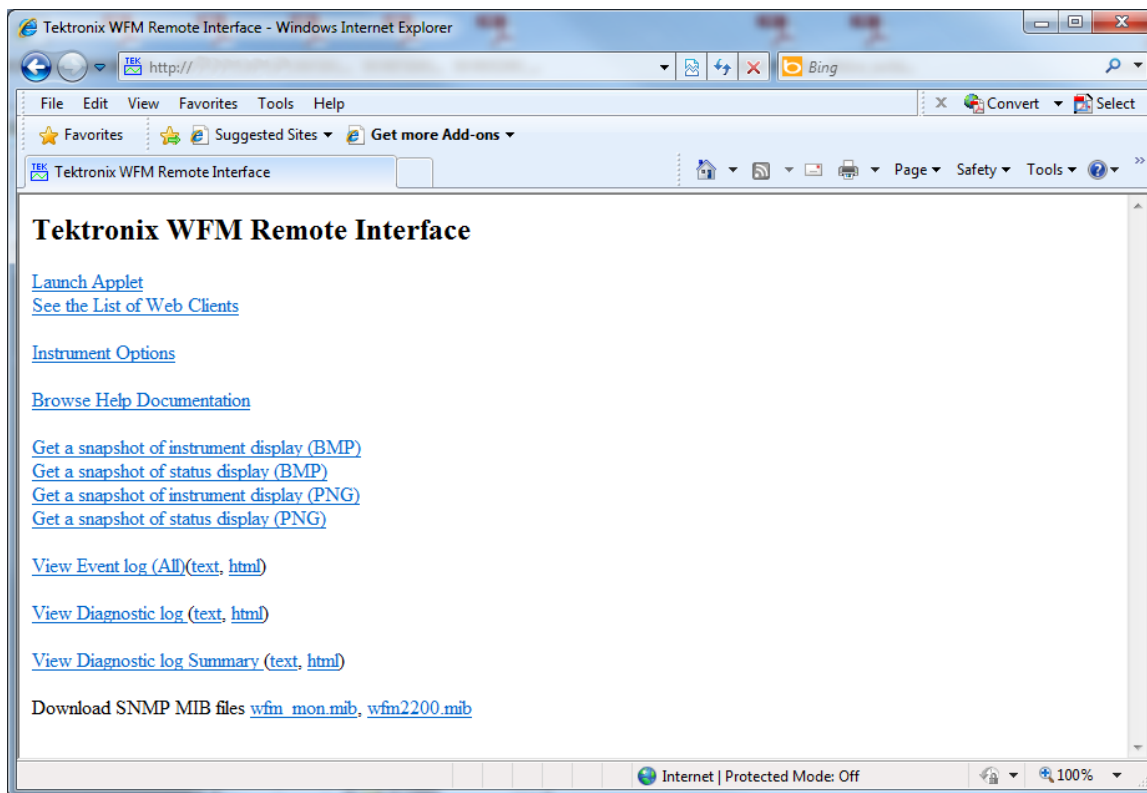 Tektronix WFM Remote Interface - Windows Internet Explorer
TEK http://
Bing
File Edit View Favorites Tools Help
x Convert Select
Favorites Suggested Sites Get more Add-ons
TEK Tektronix WFM Remote Interface
Page Safety Tools »
Tektronix WFM Remote Interface
Launch Applet
See the List of Web Clients
Instrument Options
Browse Help Documentation
Get a snapshot of instrument display (BMP)
Get a snapshot of status display (BMP)
Get a snapshot of instrument display (PNG)
Get a snapshot of status display (PNG)
View Event log (All)(text, html)
View Diagnostic log (text, html)
View Diagnostic log Summary (text, html)
Download SNMP MIB files wfm_mon.mib, wfm2200.mib
Internet | Protected Mode: Off
100%